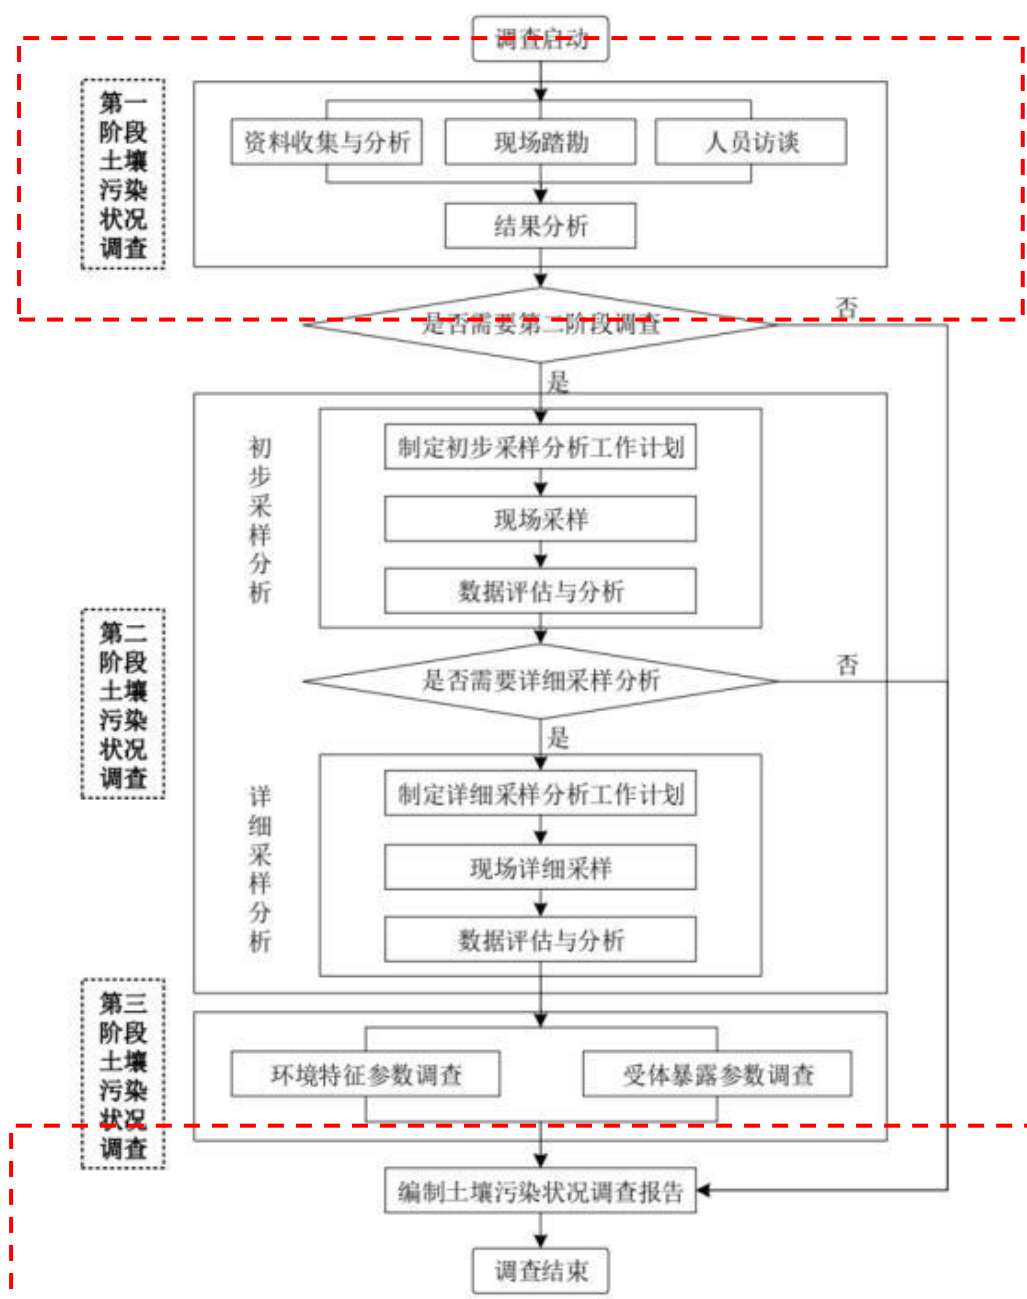 调查启动
第一
阶段
土壤
污染
状况
调查
资料收集与分析
现场踏勘
人员访谈
结果分析
是否需要第二阶段调查
否
是
初
步
采
样
分
析
制定初步采样分析工作计划
现场采样
数据评估与分析
第二
阶段
土壤
污染
状况
调查
是否需要详细采样分析
否
是
详
细
采
样
分
析
制定详细采样分析工作计划
现场详细采样
数据评估与分析
第三
阶段
土壤
污染
状况
调查
环境特征参数调查
受体暴露参数调查
编制土壤污染状况调查报告
调查结束